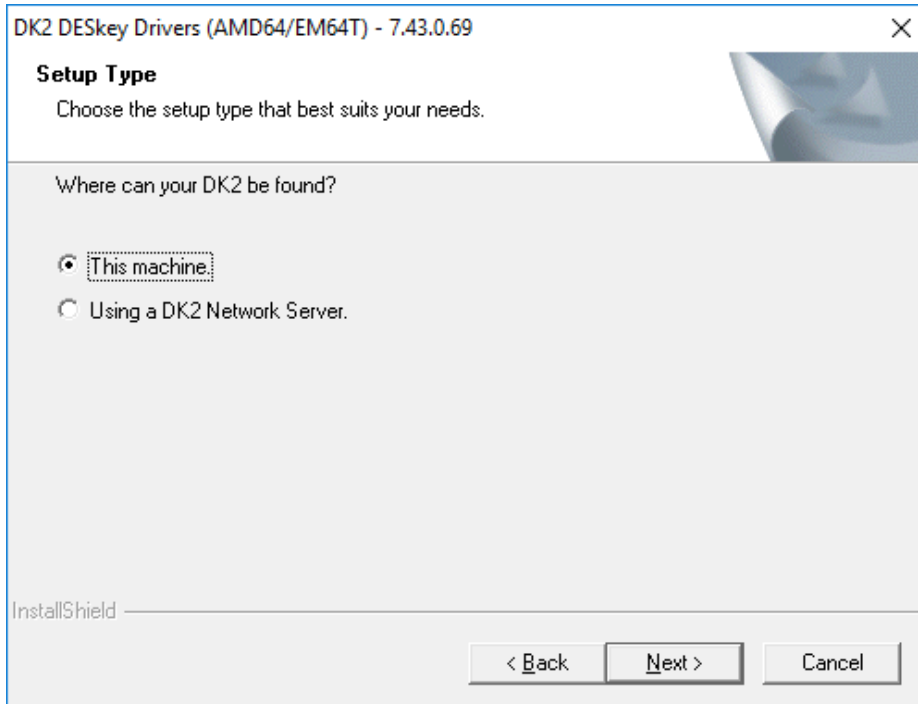 DK2 DESkey Drivers (AMD64/EM64T) - 7.43.0.69
Setup Type
Choose the setup type that best suits your needs.
Where can your DK2 be found?
This machine.
Using a DK2 Network Server.
InstallShield
< Back
Next >
Cancel